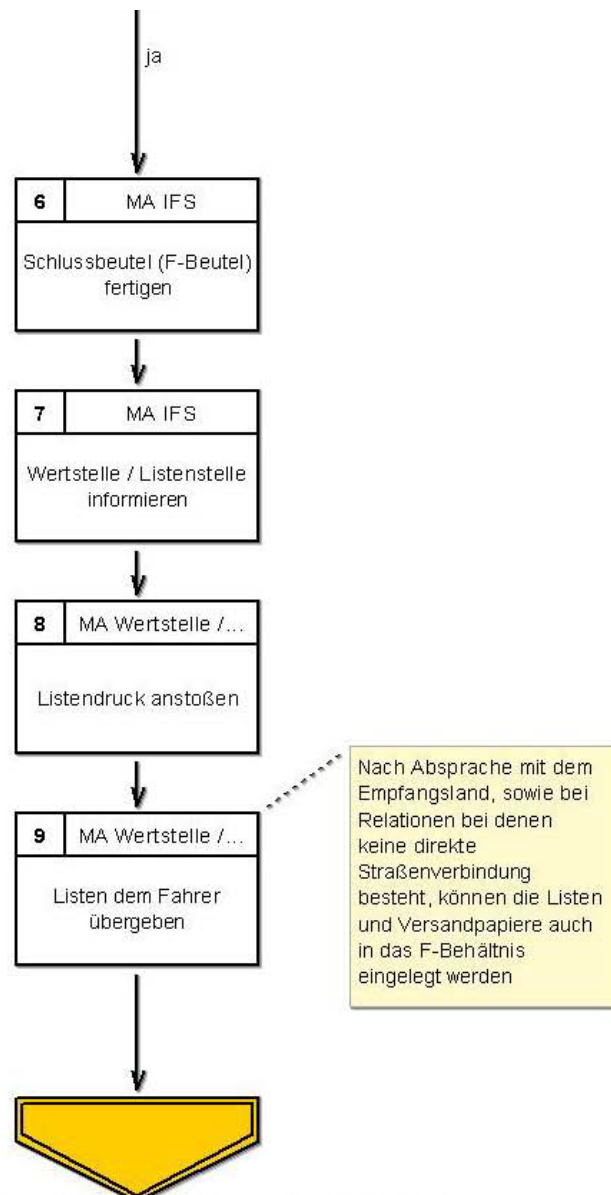 ja
6 MA IFS
Schlussbeutel (F-Beutel)
fertigen
7 MA IFS
Wertstelle / Listenstelle
informieren
8 MA Wertstelle /...
Listendruck anstoßen
9 MA Wertstelle /...
Listen dem Fahrer
übergeben
Nach Absprache mit dem
Empfangsland, sowie bei
Relationen bei denen
keine direkte
Straßenverbindung
besteht, können die Listen
und Versandpapiere auch
in das F-Behältnis
eingelegt werden